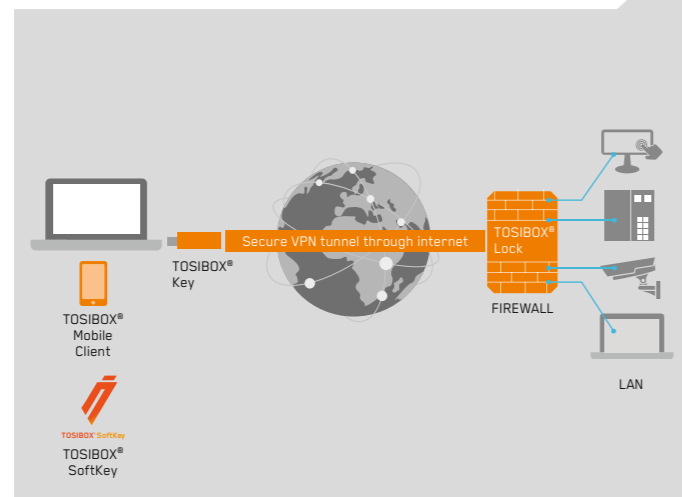 Secure VPN tunnel through internet
TOSIBOX®
Lock
TOSIBOX®
Key
FIREWALL
TOSIBOX®
Mobile
Client
LAN
TOSIBOX® SoftKey
TOSIBOX®
SoftKey